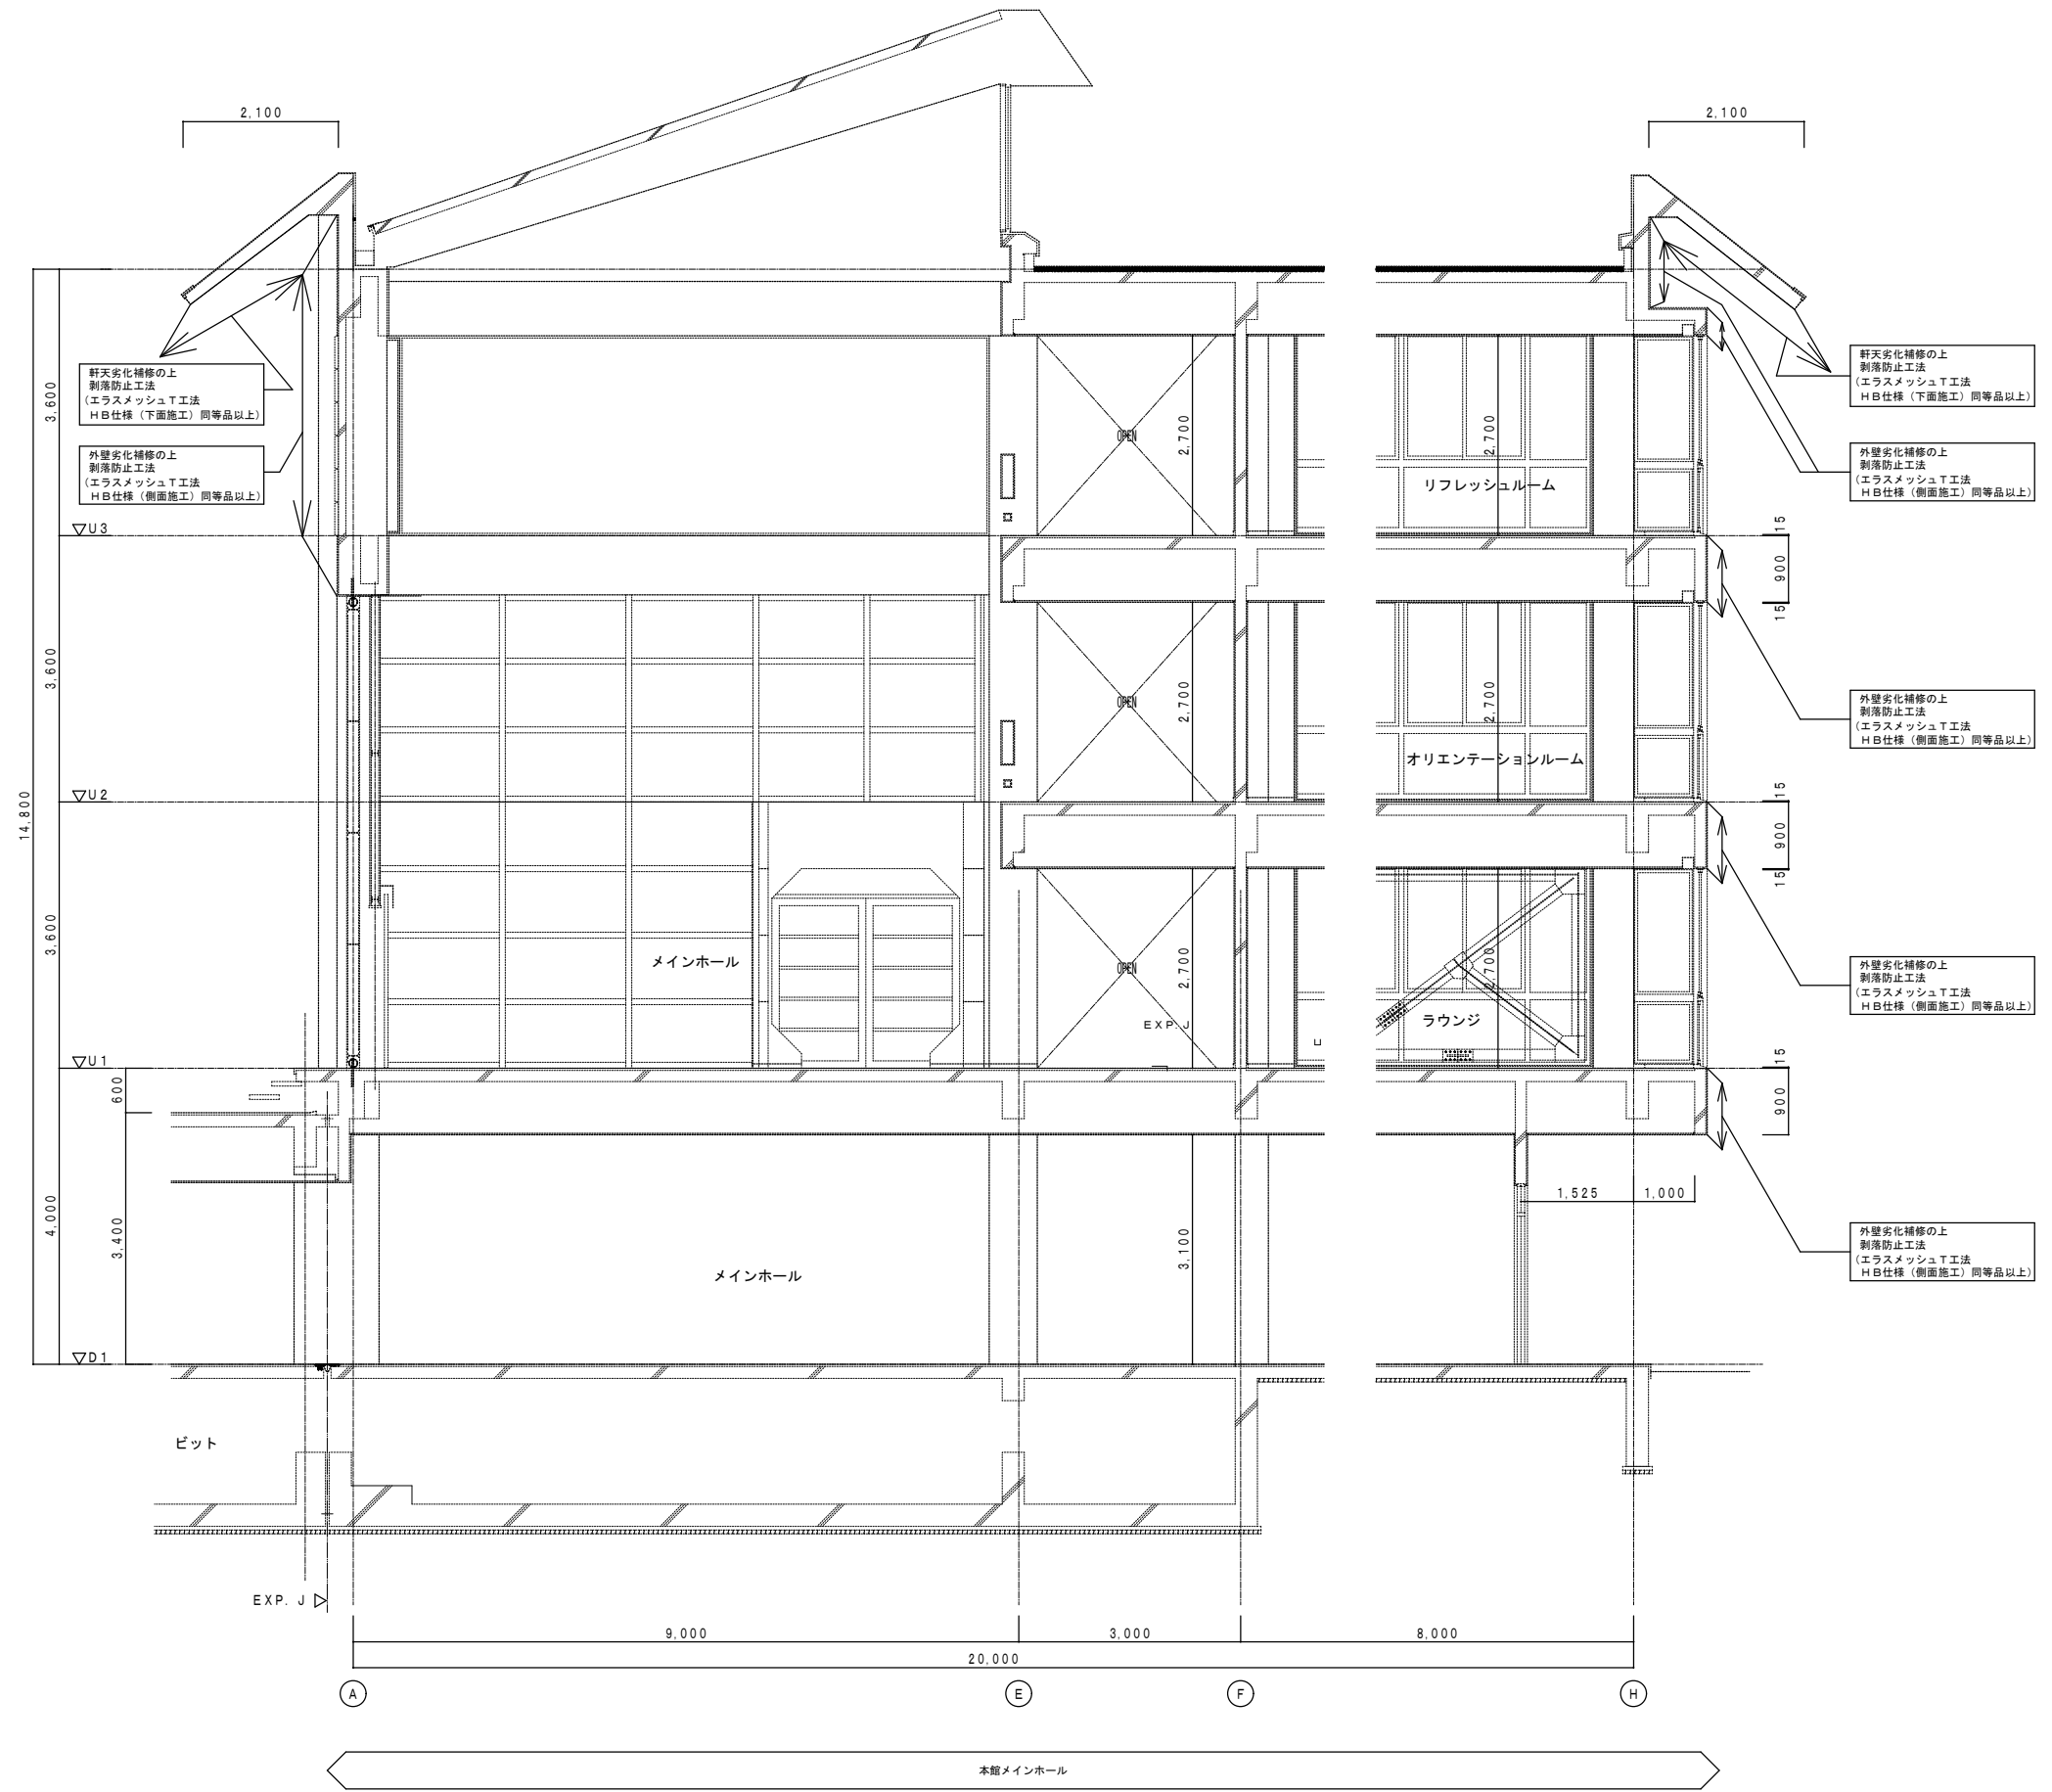 2,100
2,100
軒天劣化補修の上
剥落防止工法
(エラスメッシュT工法
HB仕様(下面施工)同等品以上)
外壁劣化補修の上
剥落防止工法
(エラスメッシュT工法
HB仕様(側面施工)同等品以上)
軒天劣化補修の上
剥落防止工法
(エラスメッシュT工法
HB仕様(下面施工)同等品以上)
外壁劣化補修の上
剥落防止工法
(エラスメッシュT工法
HB仕様(側面施工)同等品以上)
3,600
OPEN
2,700
2,700
リフレッシュルーム
▽U3
15
900
15
3,600
OPEN
2,700
2,700
オリエンテーションルーム
外壁劣化補修の上
剥落防止工法
(エラスメッシュT工法
HB仕様(側面施工)同等品以上)
▽U2
14,800
15
900
15
3,600
メインホール
OPEN
2,700
2,700
EXP.J
ラウンジ
外壁劣化補修の上
剥落防止工法
(エラスメッシュT工法
HB仕様(側面施工)同等品以上)
▽U1
600
15
900
4,000
3,400
メインホール
3,100
1,525
1,000
外壁劣化補修の上
剥落防止工法
(エラスメッシュT工法
HB仕様(側面施工)同等品以上)
▽D1
ピット
EXP. J ▷
9,000
3,000
8,000
20,000
A
E
F
H
本館メインホール